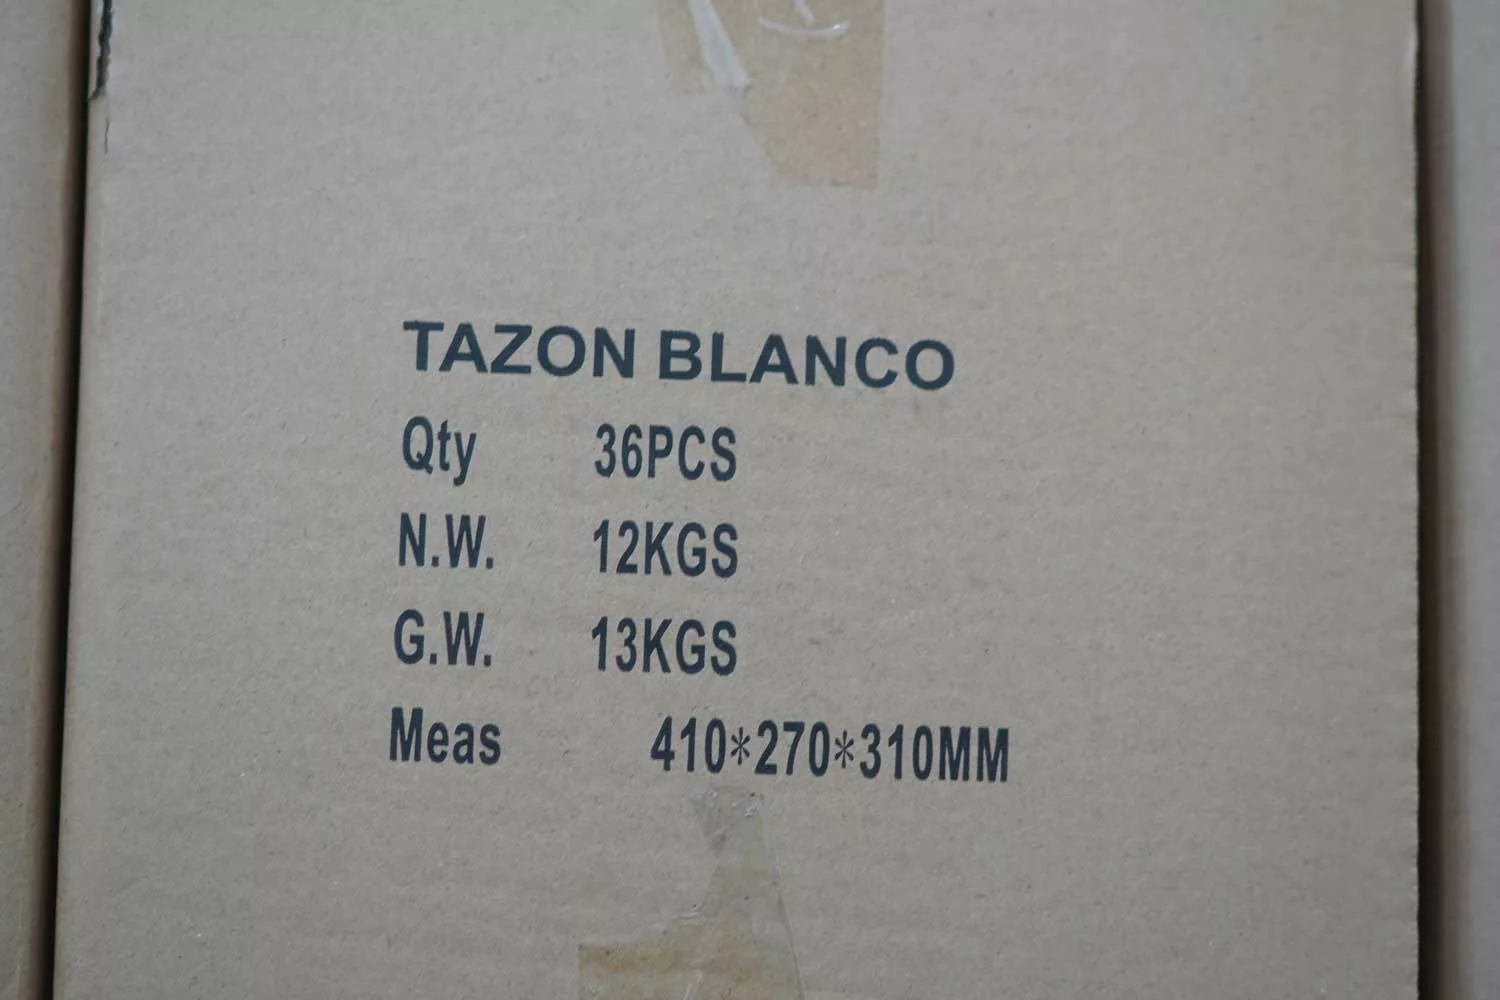 TAZON BLANCO
Qty 36PCS
N.W. 12KGS
G.W. 13KGS
Meas 410*270*310MM